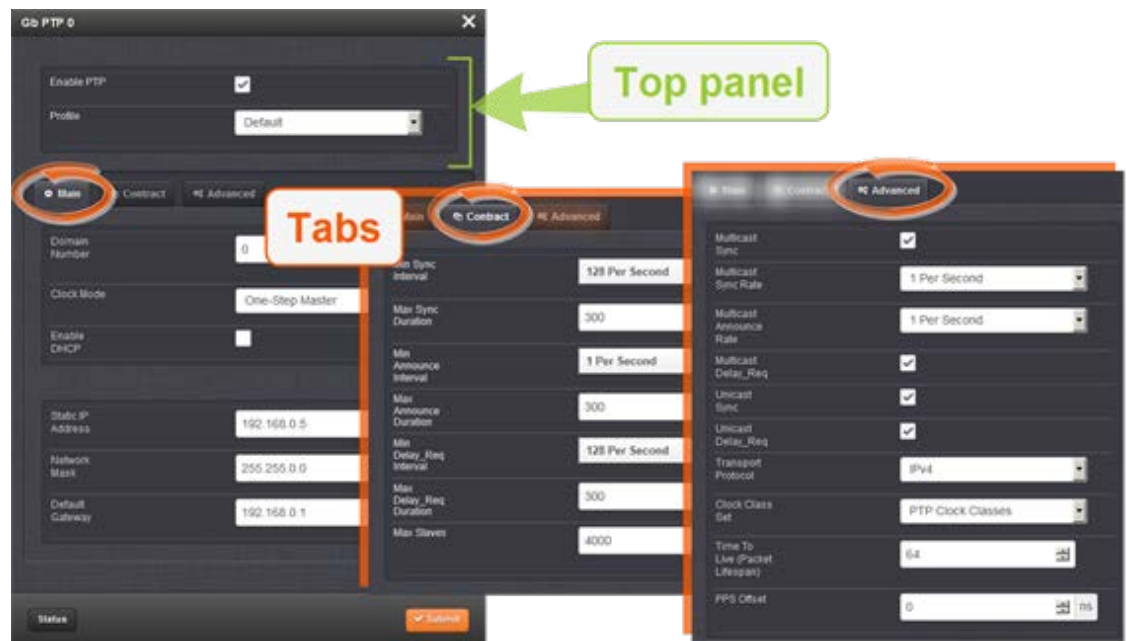 Gb PTP 0
Enable PTP
Profile
Default
Top panel
Main
Contract
Advanced
Tabs
Domain
Number
0
Clock Mode
One-Step Master
Enable
DHCP
Static IP
Address
192.168.0.5
Network
Mask
255.255.0.0
Default
Gateway
192.168.0.1
Status
Submit
Main
Contract
Advanced
Min Sync
Interval
128 Per Second
Max Sync
Duration
300
Min
Announce
Interval
1 Per Second
Max
Announce
Duration
300
Min
Delay_Req
Interval
128 Per Second
Max
Delay_Req
Duration
300
Max Slaves
4000
Main
Contract
Advanced
Multicast
Sync
Multicast
Sync Rate
1 Per Second
Multicast
Announce
Rate
1 Per Second
Multicast
Delay_Req
Unicast
Sync
Unicast
Delay_Req
Transport
Protocol
IPv4
Clock Class
Set
PTP Clock Classes
Time To
Live (Packet
Lifespan)
64
PPS Offset
0
ns